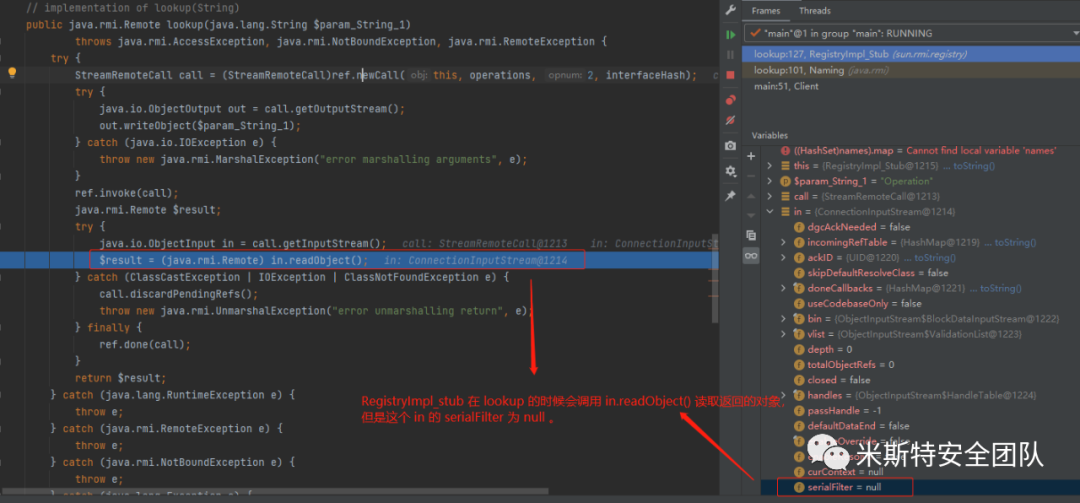 // implementation of lookup(String)
public java.rmi.Remote lookup(java.lang.String $param_String_1)
throws java.rmi.AccessException, java.rmi.NotBoundException, java.rmi.RemoteException {
try {
StreamRemoteCall call = (StreamRemoteCall)ref.newCall( obj: this, operations, opnum: 2, interfaceHash);
try {
java.io.ObjectOutput out = call.getOutputStream();
out.writeObject($param_String_1);
} catch (java.io.IOException e) {
throw new java.rmi.MarshalException("error marshalling arguments", e);
}
ref.invoke(call);
java.rmi.Remote $result;
try {
java.io.ObjectInput in = call.getInputStream(); call: StreamRemoteCall@1213 in: ConnectionInputSt
$result = (java.rmi.Remote) in.readObject(); in: ConnectionInputStream@1214
} catch (ClassCastException | IOException | ClassNotFoundException e) {
call.discardPendingRefs();
throw new java.rmi.UnmarshalException("error unmarshalling return", e);
} finally {
ref.done(call);
}
return $result;
} catch (java.lang.RuntimeException e) {
throw e;
} catch (java.rmi.RemoteException e) {
throw e;
} catch (java.rmi.NotBoundException e) {
throw e;
RegistryImpl_stub 在 lookup 的时候会调用 in.readObject() 读取返回的对象,
但是这个 in 的 serialFilter 为 null 。
Frames Threads
"main"@1 in group "main": RUNNING
lookup:127, RegistryImpl_Stub (sun.rmi.registry)
lookup:101, Naming (java.rmi)
main:51, Client
Variables
((HashSet)names).map = Cannot find local variable 'names'
this = {RegistryImpl_Stub@1215} ... toString()
$param_String_1 = "Operation"
call = {StreamRemoteCall@1213}
in = {ConnectionInputStream@1214}
dgcAckNeeded = false
incomingRefTable = {HashMap@1219} ... toString()
ackID = {UID@1220} ... toString()
skipDefaultResolveClass = false
doneCallbacks = {HashMap@1221} ... toString()
useCodebaseOnly = false
bin = {ObjectInputStream$BlockDataInputStream@1222}
vlist = {ObjectInputStream$ValidationList@1223}
depth = 0
totalObjectRefs = 0
closed = false
handles = {ObjectInputStream$HandleTable@1224}
passHandle = -1
defaultDataEnd = false
curContext = null
serialFilter = null
米斯特安全团队